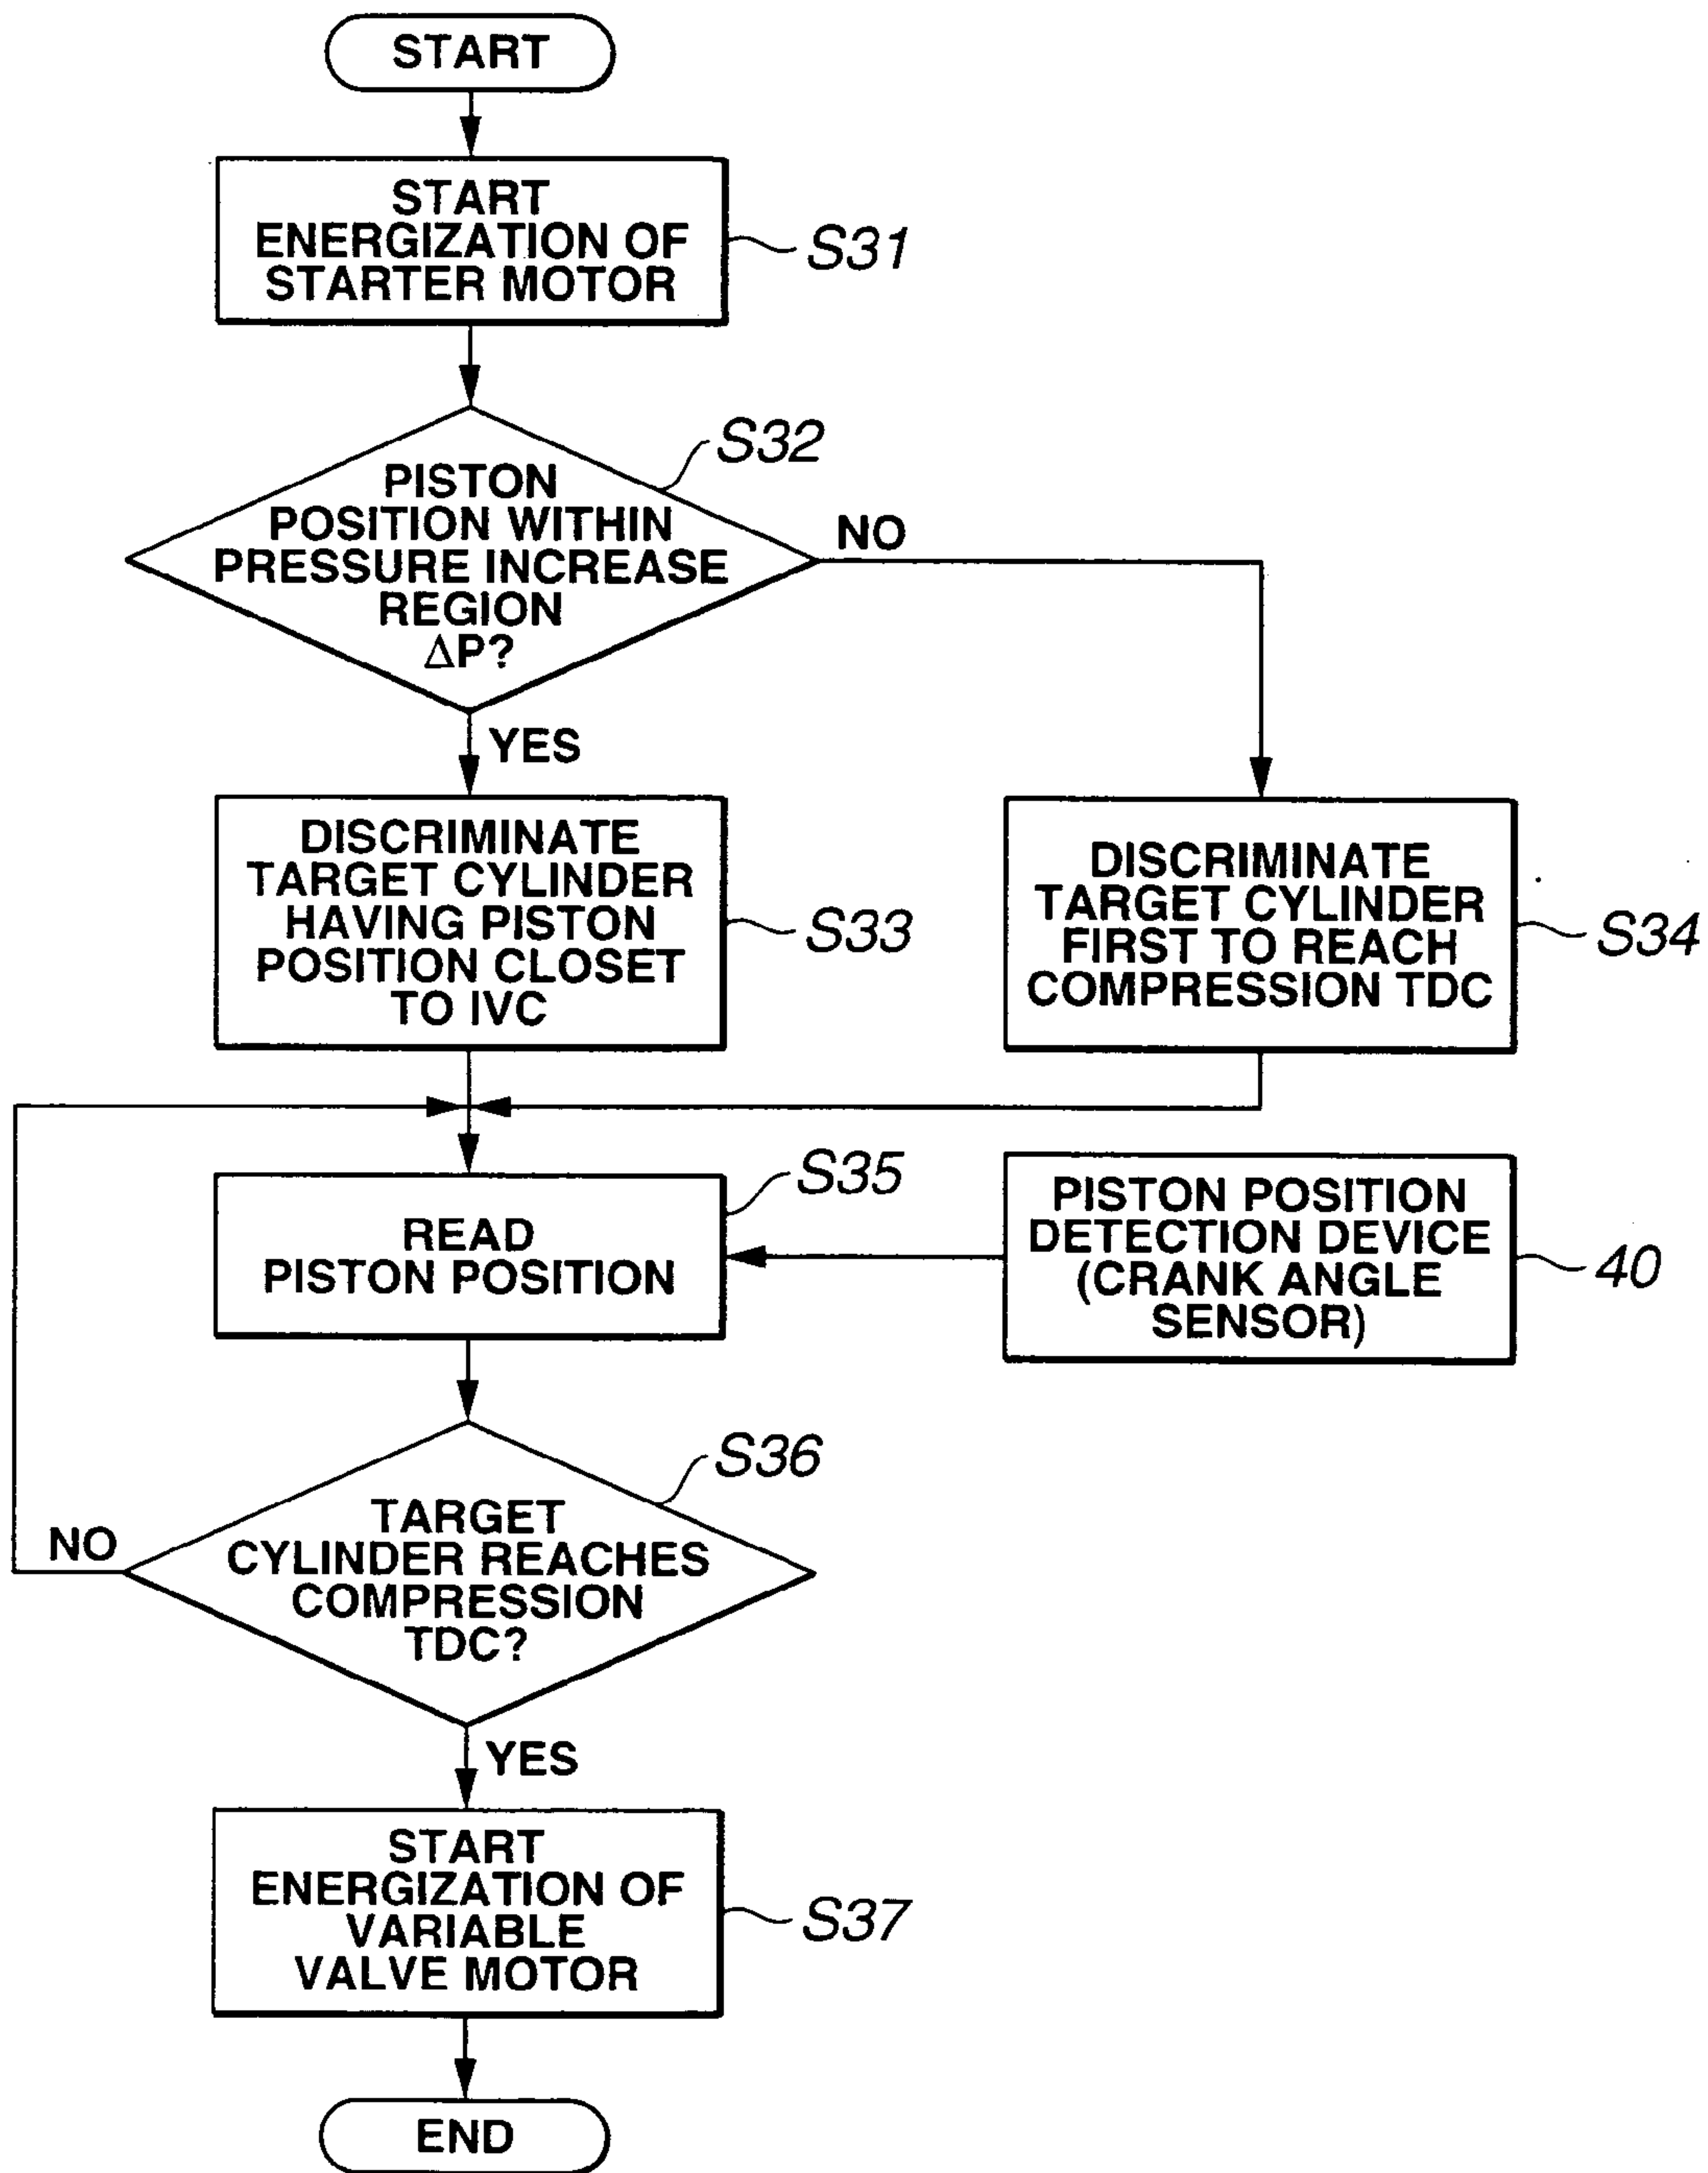 START
START
ENERGIZATION OF
STARTER MOTOR
S31
S32
PISTON
POSITION WITHIN
PRESSURE INCREASE
REGION
ΔP?
NO
YES
DISCRIMINATE
TARGET CYLINDER
HAVING PISTON
POSITION CLOSET
TO IVC
S33
DISCRIMINATE
TARGET CYLINDER
FIRST TO REACH
COMPRESSION TDC
S34
S35
READ
PISTON POSITION
PISTON POSITION
DETECTION DEVICE
(CRANK ANGLE
SENSOR)
40
S36
TARGET
CYLINDER REACHES
COMPRESSION
TDC?
NO
YES
START
ENERGIZATION OF
VARIABLE
VALVE MOTOR
S37
END